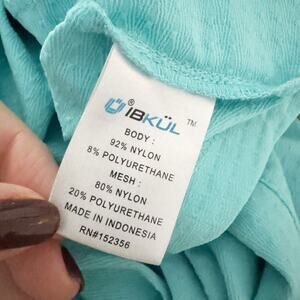 iBKÜL ™
BODY :
92% NYLON
8% POLYURETHANE
MESH :
80% NYLON
20% POLYURETHANE
MADE IN INDONESIA
RN#152356